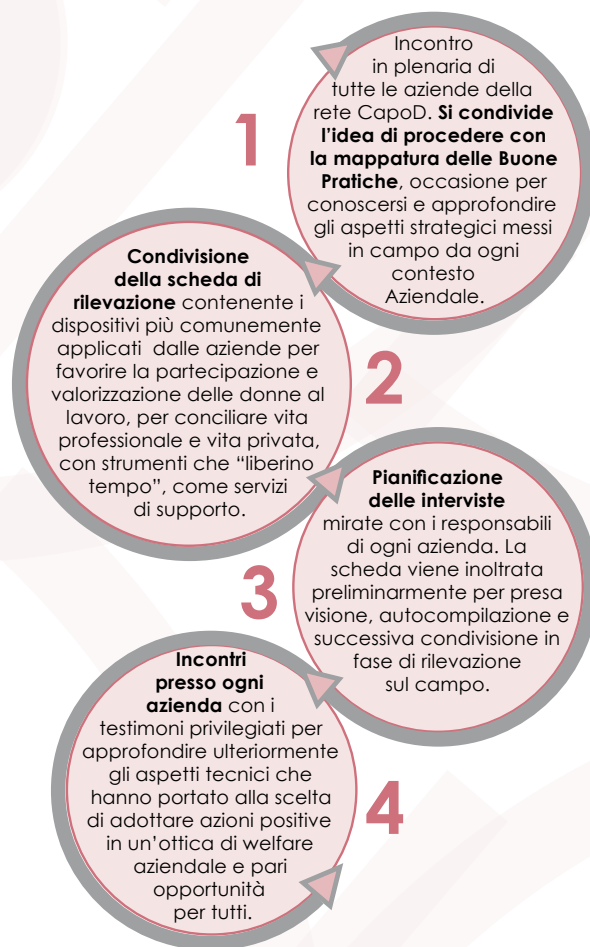 1
Incontro
in plenaria di
tutte le aziende della
rete CapoD. Si condivide
l'idea di procedere con
la mappatura delle Buone
Pratiche, occasione per
conoscersi e approfondire
gli aspetti strategici messi
in campo da ogni
contesto
Aziendale.
2
Condivisione
della scheda di
rilevazione contenente i
dispositivi più comunemente
applicati dalle aziende per
favorire la partecipazione e
valorizzazione delle donne al
lavoro, per conciliare vita
professionale e vita privata,
con strumenti che “liberino
tempo”, come servizi
di supporto.
3
Pianificazione
delle interviste
mirate con i responsabili
di ogni azienda. La
scheda viene inoltrata
preliminarmente per presa
visione, autocompilazione e
successiva condivisione in
fase di rilevazione
sul campo.
4
Incontri
presso ogni
azienda con i
testimoni privilegiati per
approfondire ulteriormente
gli aspetti tecnici che
hanno portato alla scelta
di adottare azioni positive
in un'ottica di welfare
aziendale e pari
opportunità
per tutti.